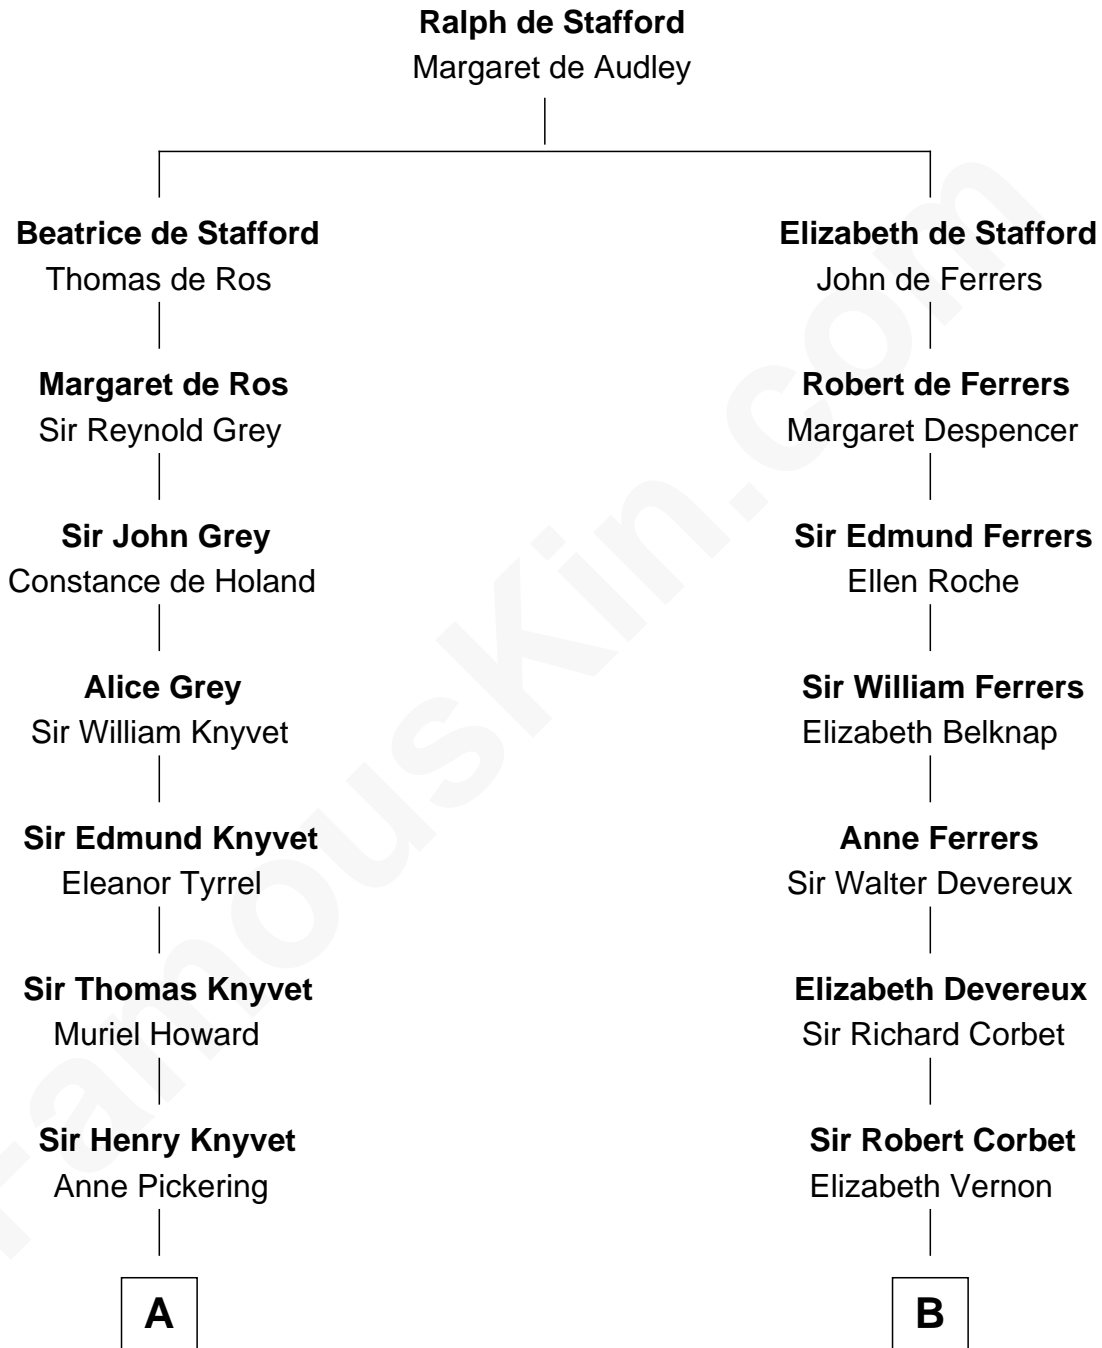 Ralph de Stafford
Margaret de Audley
Beatrice de Stafford
Thomas de Ros
Margaret de Ros
Sir Reynold Grey
Sir John Grey
Constance de Holand
Alice Grey
Sir William Knyvet
Sir Edmund Knyvet
Eleanor Tyrrel
Sir Thomas Knyvet
Muriel Howard
Sir Henry Knyvet
Anne Pickering
A
Elizabeth de Stafford
John de Ferrers
Robert de Ferrers
Margaret Despencer
Sir Edmund Ferrers
Ellen Roche
Sir William Ferrers
Elizabeth Belknap
Anne Ferrers
Sir Walter Devereux
Elizabeth Devereux
Sir Richard Corbet
Sir Robert Corbet
Elizabeth Vernon
B
FamousKin.com